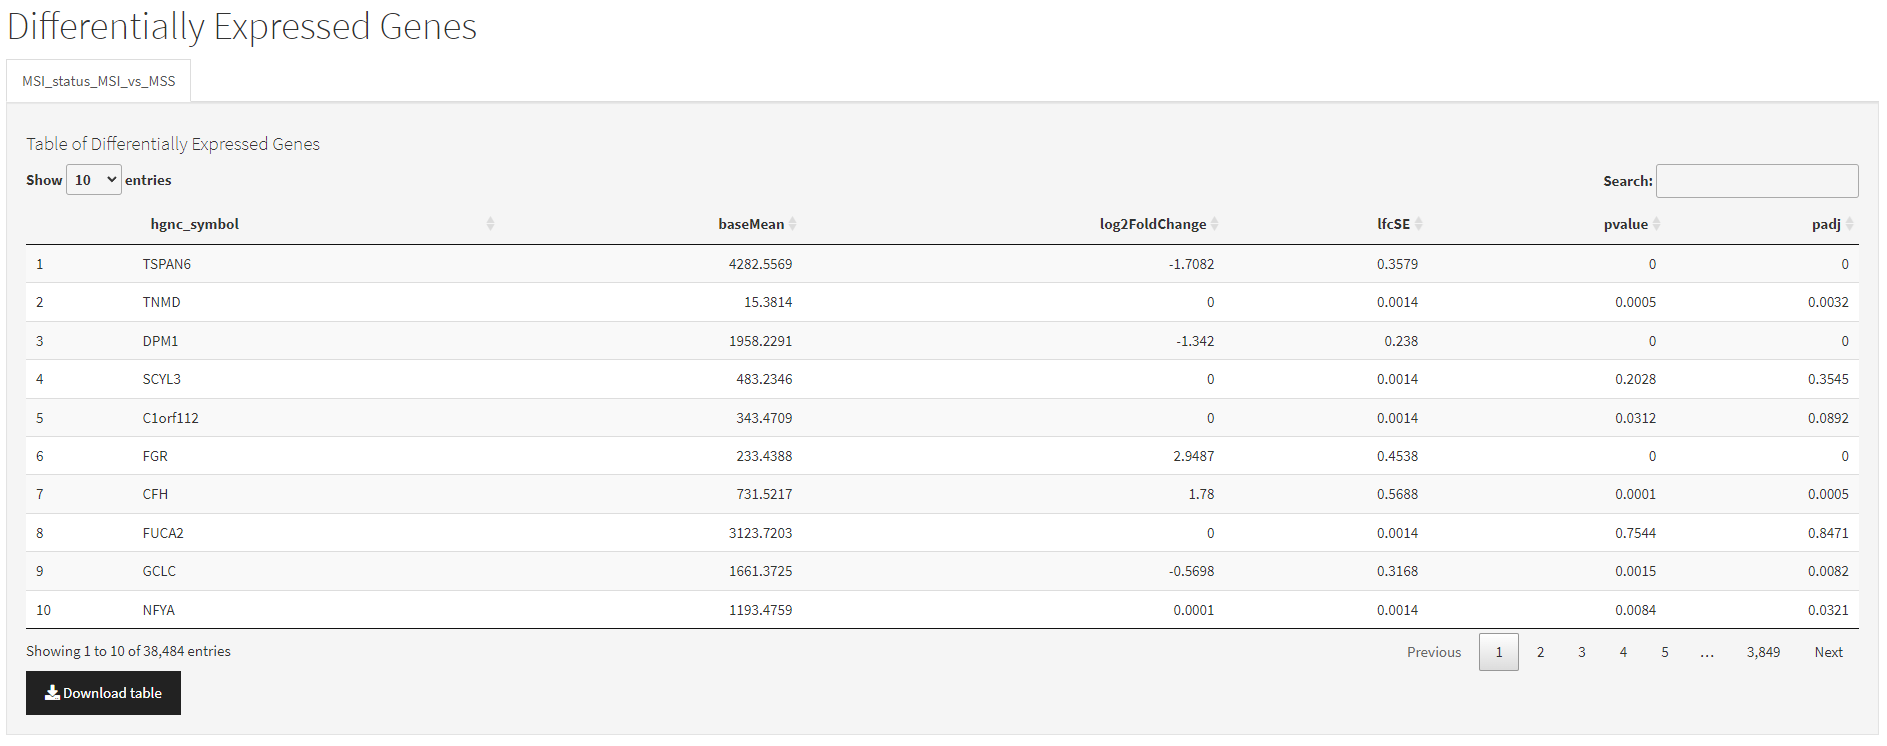 Differentially Expressed Genes
MSI_status_MSI_vs_MSS
Table of Differentially Expressed Genes
Show 10 entries Search:
hgnc_symbol baseMean log2FoldChange lfcSE pvalue padj
1 TSPAN6 4282.5569 -1.7082 0.3579 0 0
2 TNMD 15.3814 0 0.0014 0.0005 0.0032
3 DPM1 1958.2291 -1.342 0.238 0 0
4 SCYL3 483.2346 0 0.0014 0.2028 0.3545
5 C1orf112 343.4709 0 0.0014 0.0312 0.0892
6 FGR 233.4388 2.9487 0.4538 0 0
7 CFH 731.5217 1.78 0.5688 0.0001 0.0005
8 FUCA2 3123.7203 0 0.0014 0.7544 0.8471
9 GCLC 1661.3725 -0.5698 0.3168 0.0015 0.0082
10 NFYA 1193.4759 0.0001 0.0014 0.0084 0.0321
Showing 1 to 10 of 38,484 entries Previous 1 2 3 4 5 … 3,849 Next
Download table